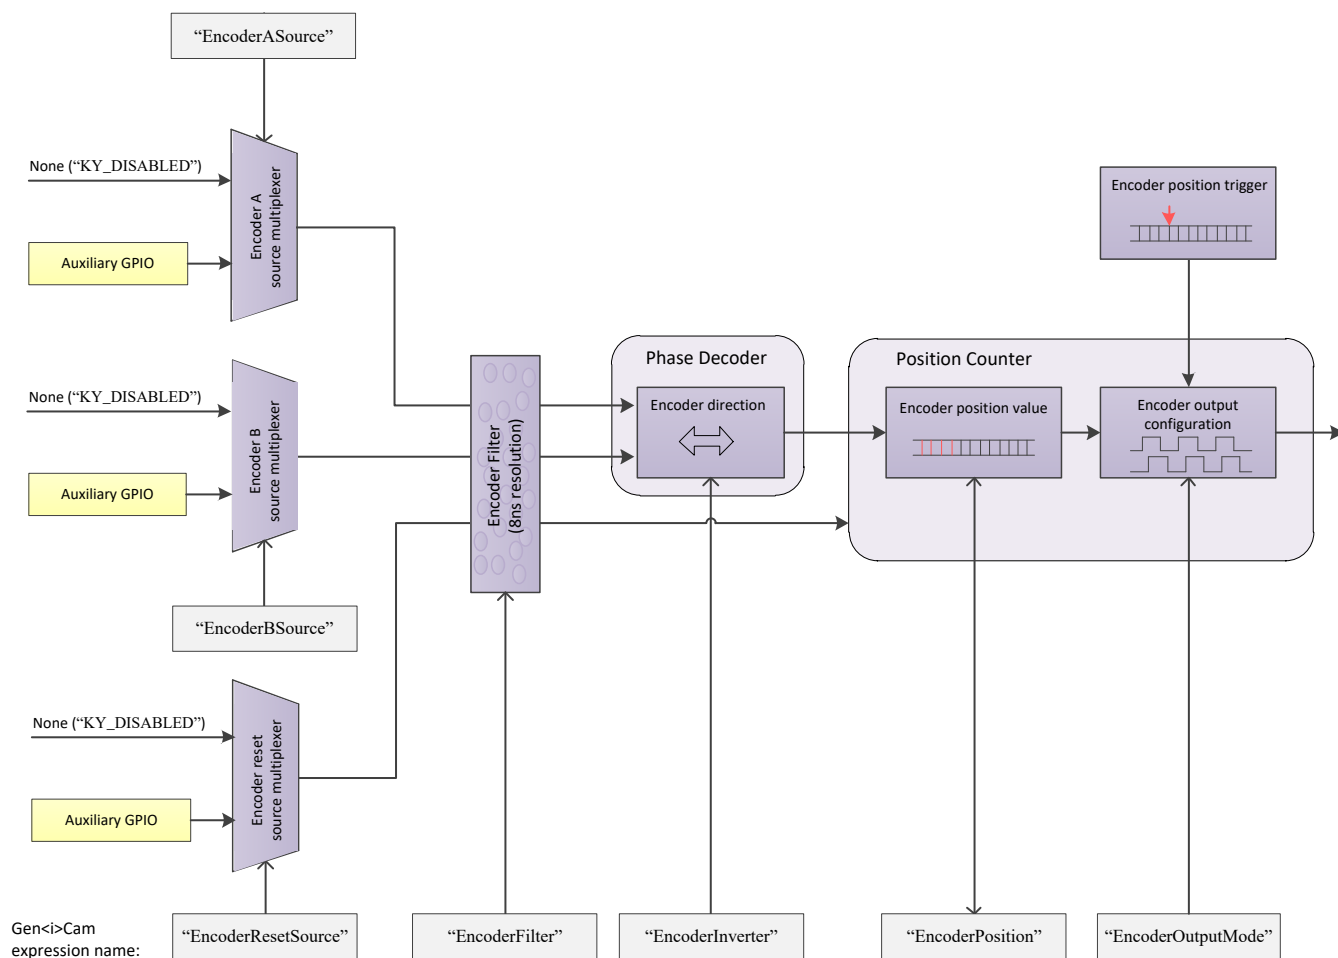 “EncoderASource”
None (“KY_DISABLED”)
Encoder A
source multiplexer
Auxiliary GPIO
Encoder position trigger
None (“KY_DISABLED”)
Encoder B
source multiplexer
Auxiliary GPIO
“EncoderBSource”
Encoder Filter
(8ns resolution)
Phase Decoder
Encoder direction
Position Counter
Encoder position value
Encoder output
configuration
None (“KY_DISABLED”)
Encoder reset
source multiplexer
Auxiliary GPIO
Gen<i>Cam
expression name:
“EncoderResetSource”
“EncoderFilter”
“EncoderInverter”
“EncoderPosition”
“EncoderOutputMode”